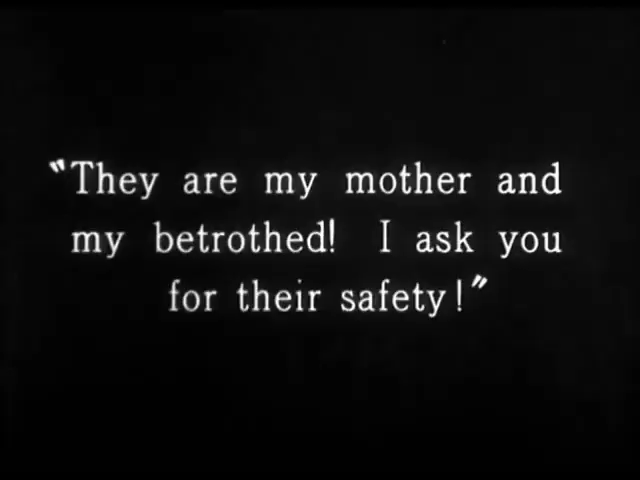 "They are my mother and
my betrothed! I ask you
for their safety!"